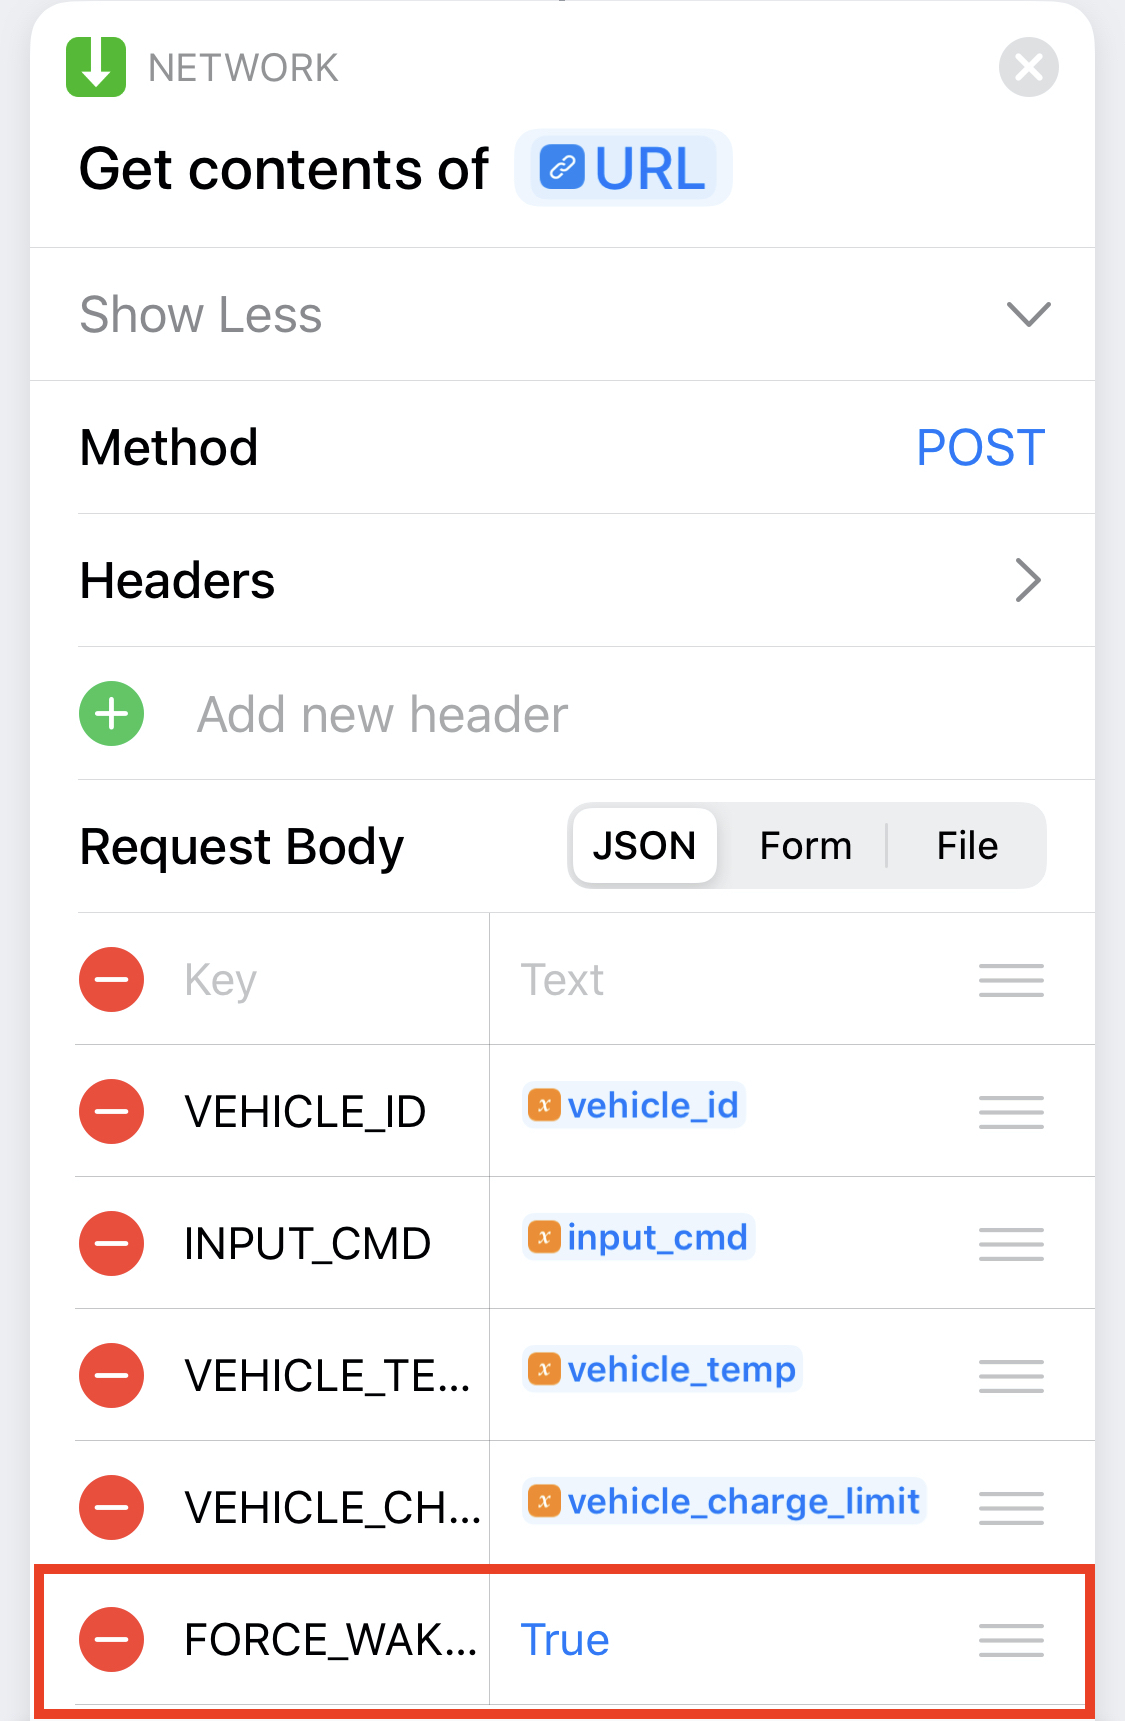 NETWORK
Get contents of URL
Show Less
Method POST
Headers
Add new header
Request Body JSON Form File
Key Text
VEHICLE_ID vehicle_id
INPUT_CMD input_cmd
VEHICLE_TE... vehicle_temp
VEHICLE_CH... vehicle_charge_limit
FORCE_WAK... True